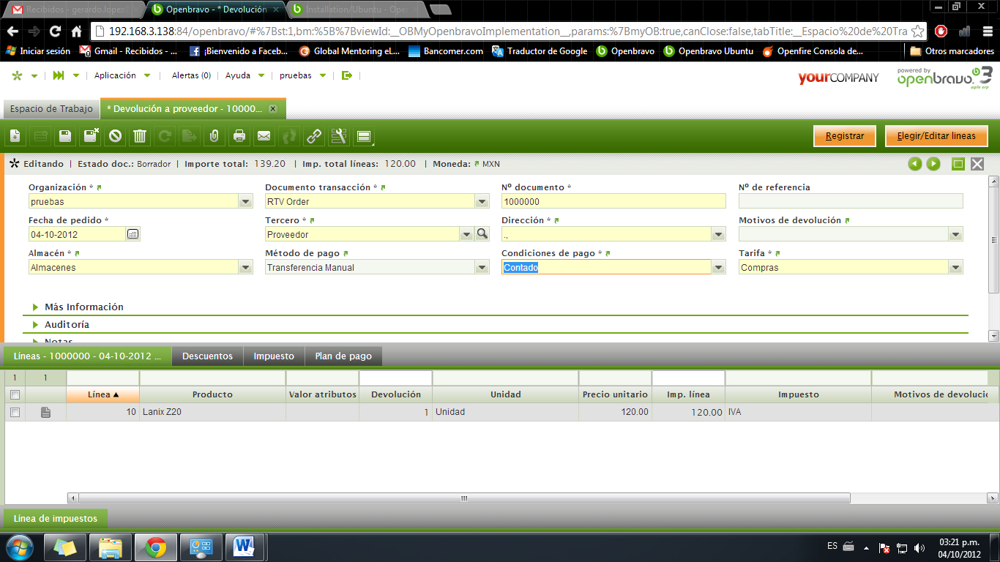 Recibidos - gerardo.lopez
Openbravo - * Devolución
Installation/Ubuntu - Open
192.168.3.138:84/openbravo/#%7Bst:1,bm:%5B%7BviewId:__OBMyOpenbravoImplementation__,params:%7BmyOB:true,canClose:false,tabTitle:__Espacio%20de%20Tra
Iniciar sesión
Gmail - Recibidos - ...
¡Bienvenido a Faceb...
Global Mentoring eL...
Bancomer.com
Traductor de Google
Openbravo
Openbravo Ubuntu
Openfire Consola de...
Otros marcadores
Aplicación
Alertas (0)
Ayuda
pruebas
yourCOMPANY
powered by
openbravo 3
agile erp
Espacio de Trabajo
* Devolución a proveedor - 10000...
Registrar
Elegir/Editar lineas
Editando | Estado doc.: Borrador | Importe total: 139.20 | Imp. total líneas: 120.00 | Moneda: MXN
Organización *
Documento transacción *
Nº documento *
Nº de referencia
pruebas
RTV Order
1000000
Fecha de pedido *
Tercero *
Dirección *
Motivos de devolución
04-10-2012
Proveedor
.,
Almacén *
Método de pago
Condiciones de pago *
Tarifa *
Almacenes
Transferencia Manual
Contado
Compras
Más Información
Auditoría
Notas
Líneas - 1000000 - 04-10-2012 ...
Descuentos
Impuesto
Plan de pago
1
1
Línea
Producto
Valor atributos
Devolución
Unidad
Precio unitario
Imp. línea
Impuesto
Motivos de devoluci
10
Lanix Z20
1
Unidad
120.00
120.00
IVA
Línea de impuestos
ES
03:21 p.m.
04/10/2012